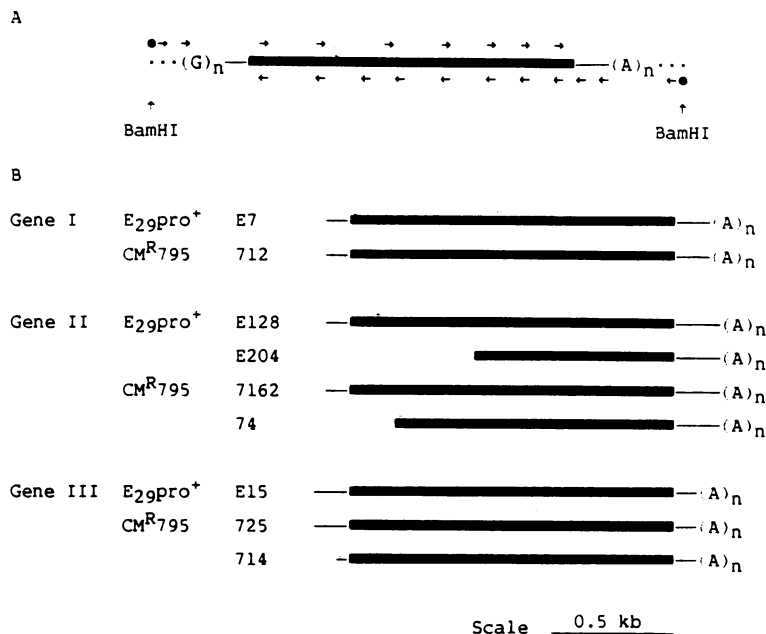 A
···(G)n (A)n···
BamHI BamHI
B
Gene I E29pro+ E7 (A)n
CMR795 712 (A)n
Gene II E29pro+ E128 (A)n
E204 (A)n
CMR795 7162 (A)n
74 (A)n
Gene III E29pro+ E15 (A)n
CMR795 725 (A)n
714 (A)n
Scale 0.5 kb